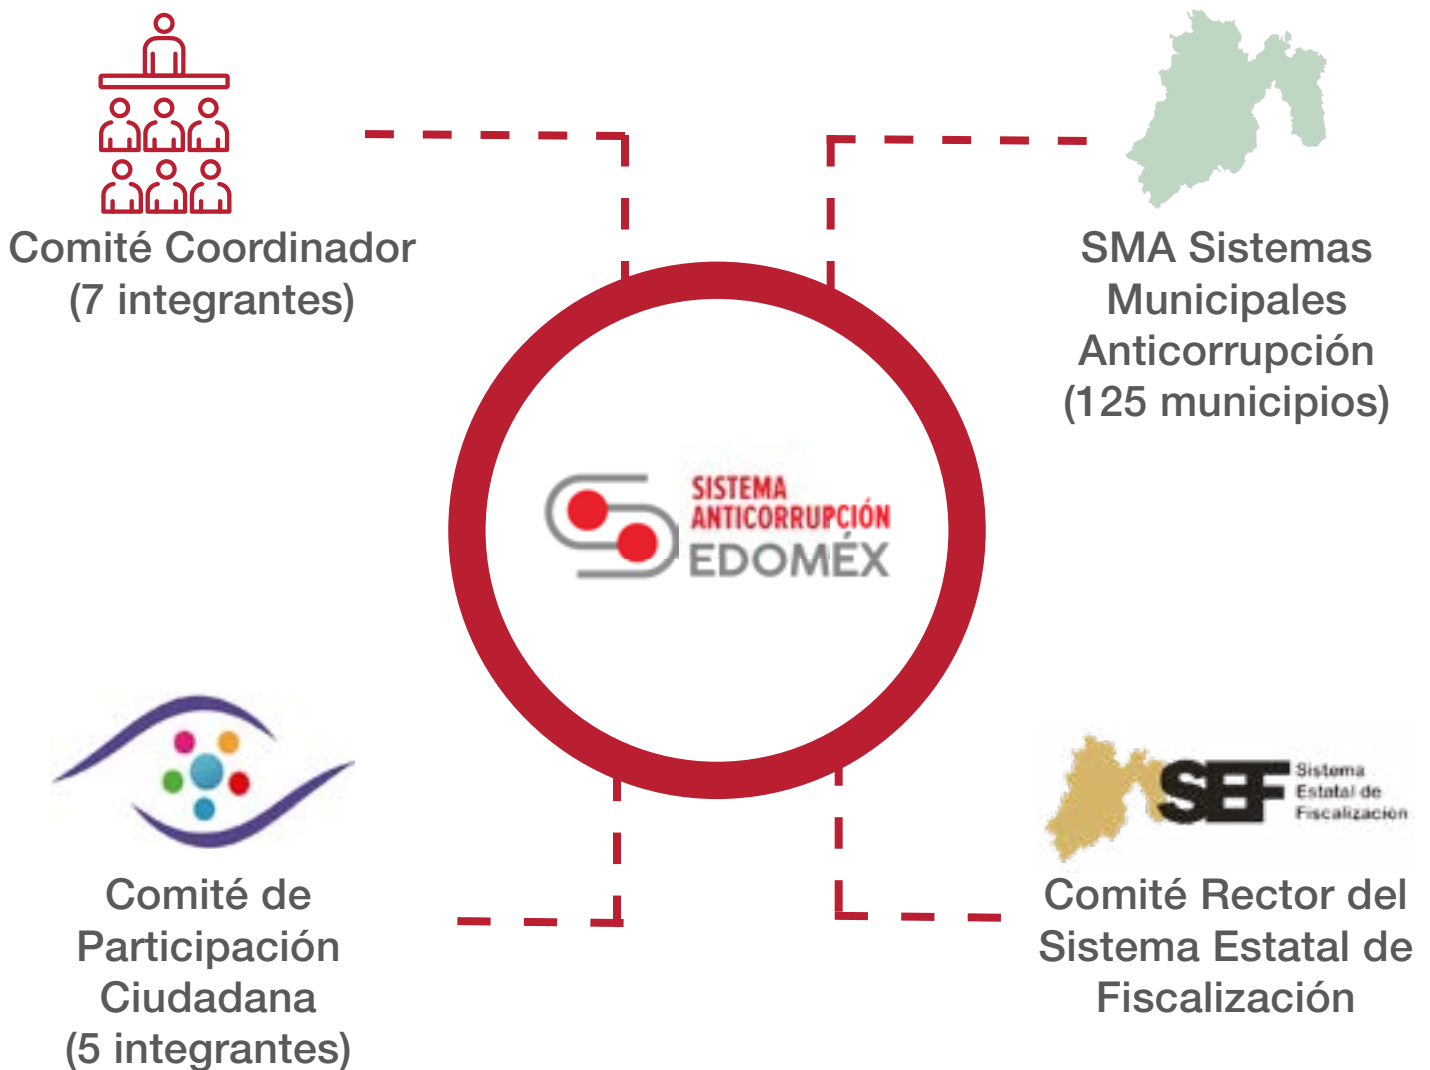 Comité Coordinador
(7 integrantes)
SMA Sistemas
Municipales
Anticorrupción
(125 municipios)
SISTEMA
ANTICORRUPCIÓN
EDOMÉX
Comité de
Participación
Ciudadana
(5 integrantes)
SEF
Sistema
Estatal de
Fiscalización
Comité Rector del
Sistema Estatal de
Fiscalización